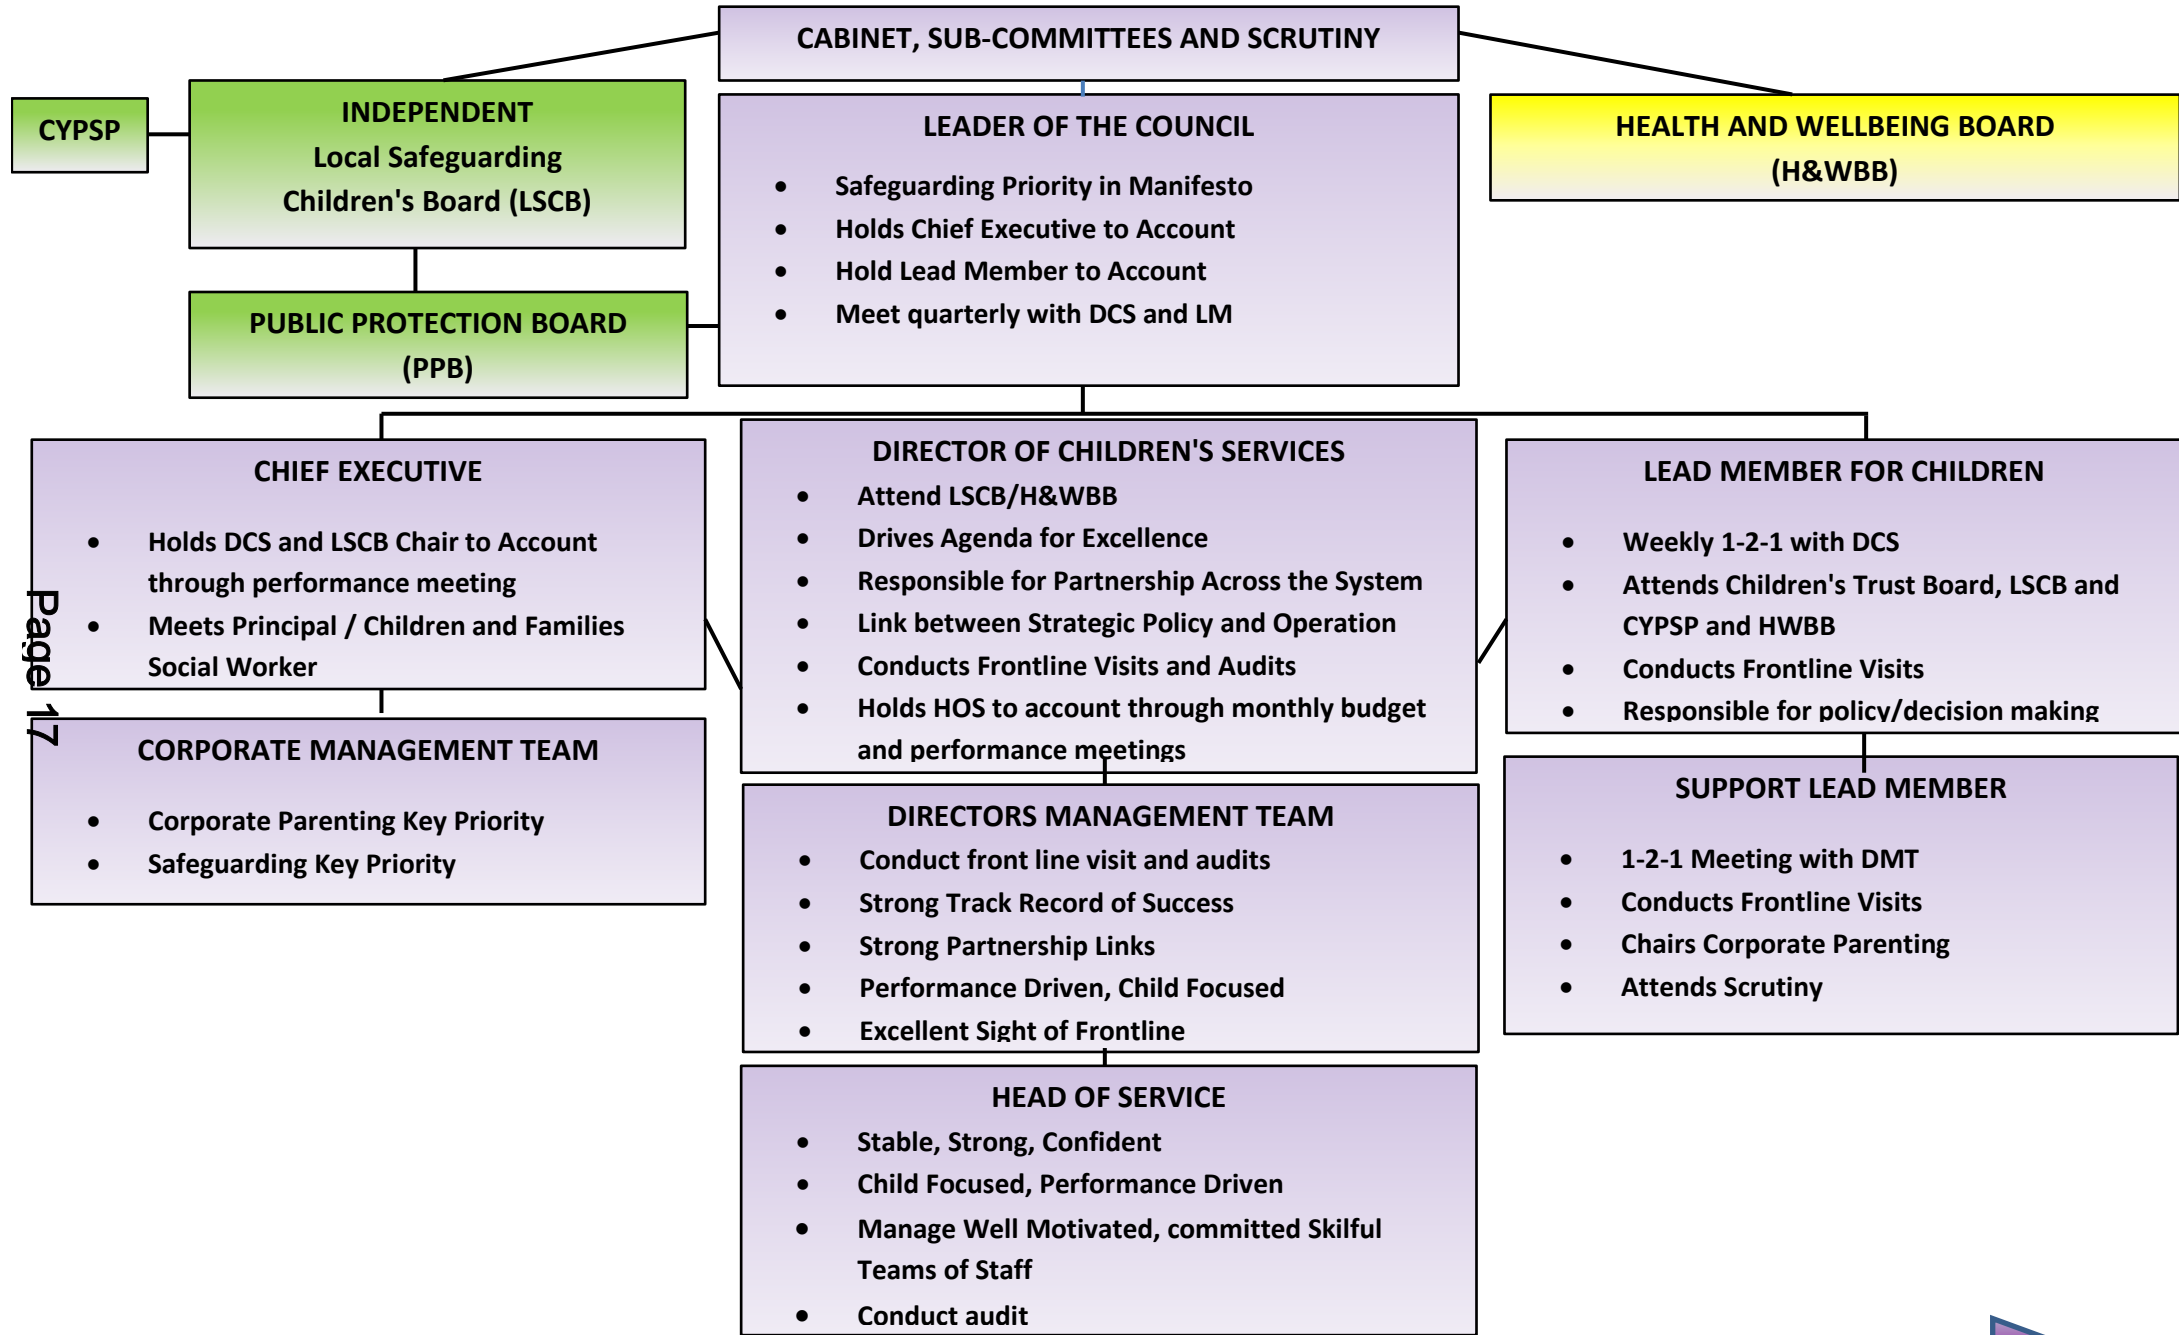 CABINET, SUB-COMMITTEES AND SCRUTINY
CYPSP
INDEPENDENT
Local Safeguarding
Children's Board (LSCB)
LEADER OF THE COUNCIL
• Safeguarding Priority in Manifesto
• Holds Chief Executive to Account
• Hold Lead Member to Account
• Meet quarterly with DCS and LM
HEALTH AND WELLBEING BOARD
(H&WBB)
PUBLIC PROTECTION BOARD
(PPB)
CHIEF EXECUTIVE
• Holds DCS and LSCB Chair to Account
through performance meeting
• Meets Principal / Children and Families
Social Worker
DIRECTOR OF CHILDREN'S SERVICES
• Attend LSCB/H&WBB
• Drives Agenda for Excellence
• Responsible for Partnership Across the System
• Link between Strategic Policy and Operation
• Conducts Frontline Visits and Audits
• Holds HOS to account through monthly budget
and performance meetings
LEAD MEMBER FOR CHILDREN
• Weekly 1-2-1 with DCS
• Attends Children's Trust Board, LSCB and
CYPSP and HWBB
• Conducts Frontline Visits
• Responsible for policy/decision making
Page 17
CORPORATE MANAGEMENT TEAM
• Corporate Parenting Key Priority
• Safeguarding Key Priority
DIRECTORS MANAGEMENT TEAM
• Conduct front line visit and audits
• Strong Track Record of Success
• Strong Partnership Links
• Performance Driven, Child Focused
• Excellent Sight of Frontline
SUPPORT LEAD MEMBER
• 1-2-1 Meeting with DMT
• Conducts Frontline Visits
• Chairs Corporate Parenting
• Attends Scrutiny
HEAD OF SERVICE
• Stable, Strong, Confident
• Child Focused, Performance Driven
• Manage Well Motivated, committed Skilful
Teams of Staff
• Conduct audit